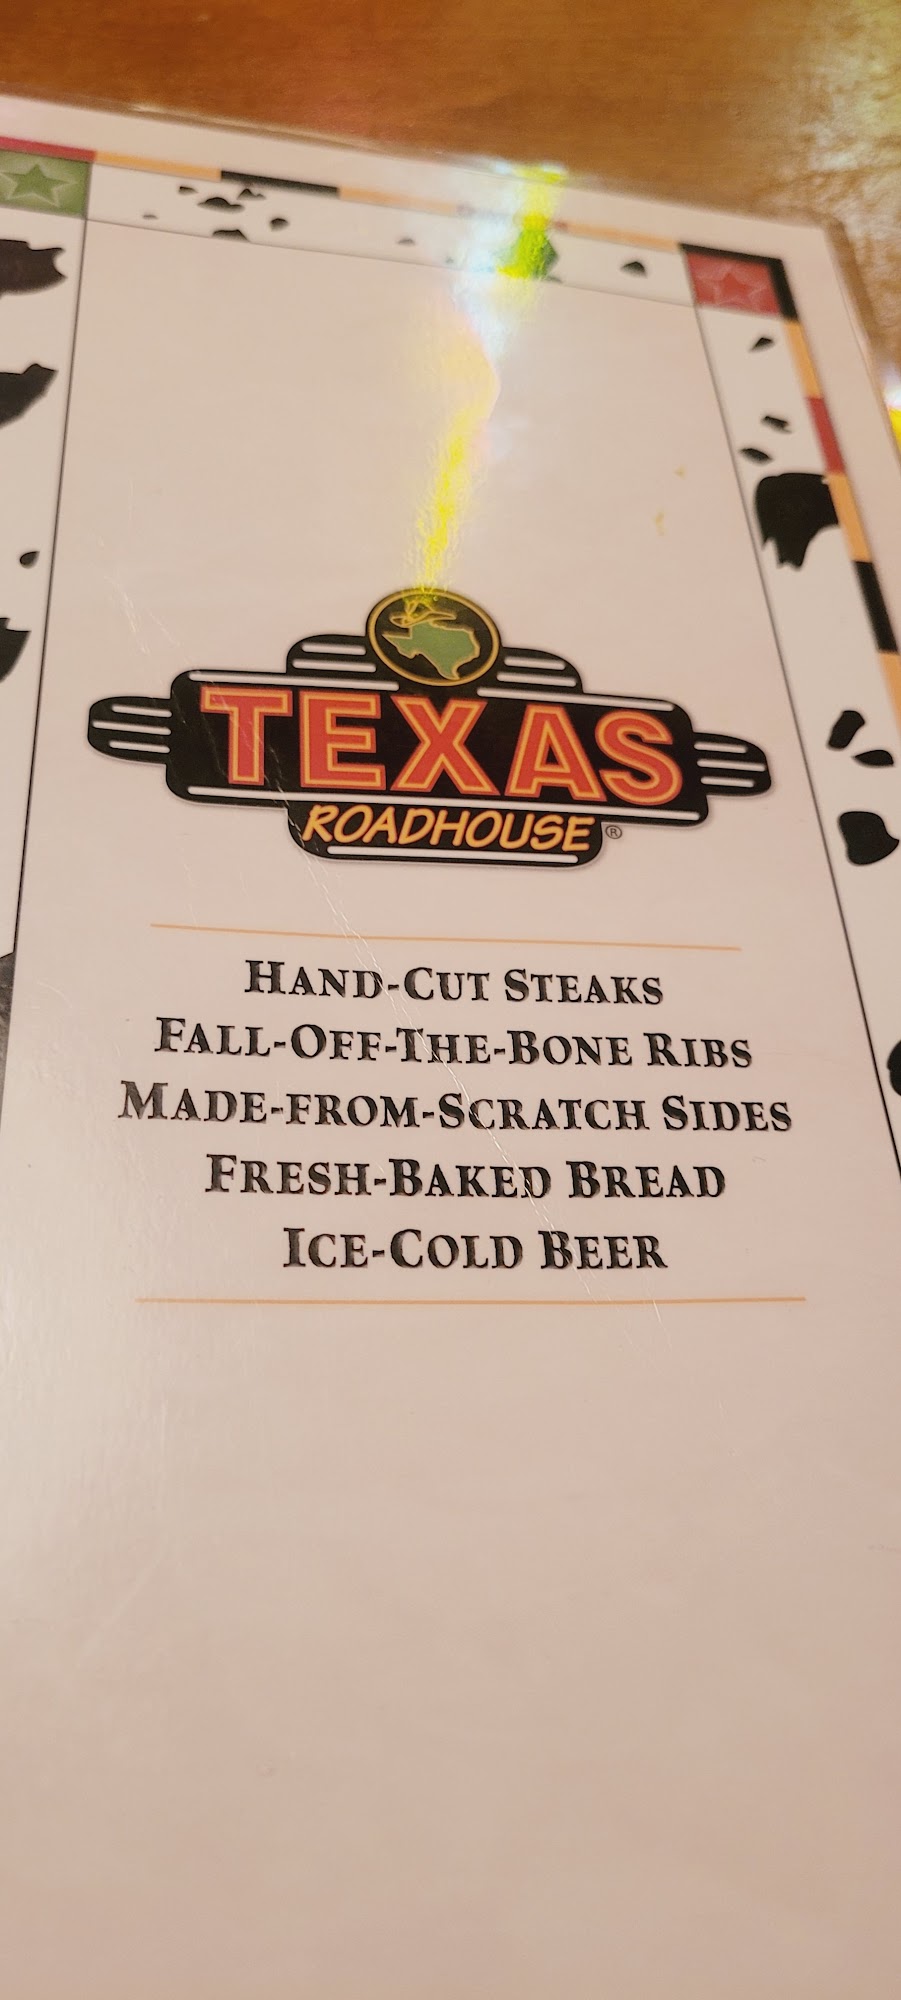 TEXAS
ROADHOUSE®
HAND-CUT STEAKS
FALL-OFF-THE-BONE RIBS
MADE-FROM-SCRATCH SIDES
FRESH-BAKED BREAD
ICE-COLD BEER